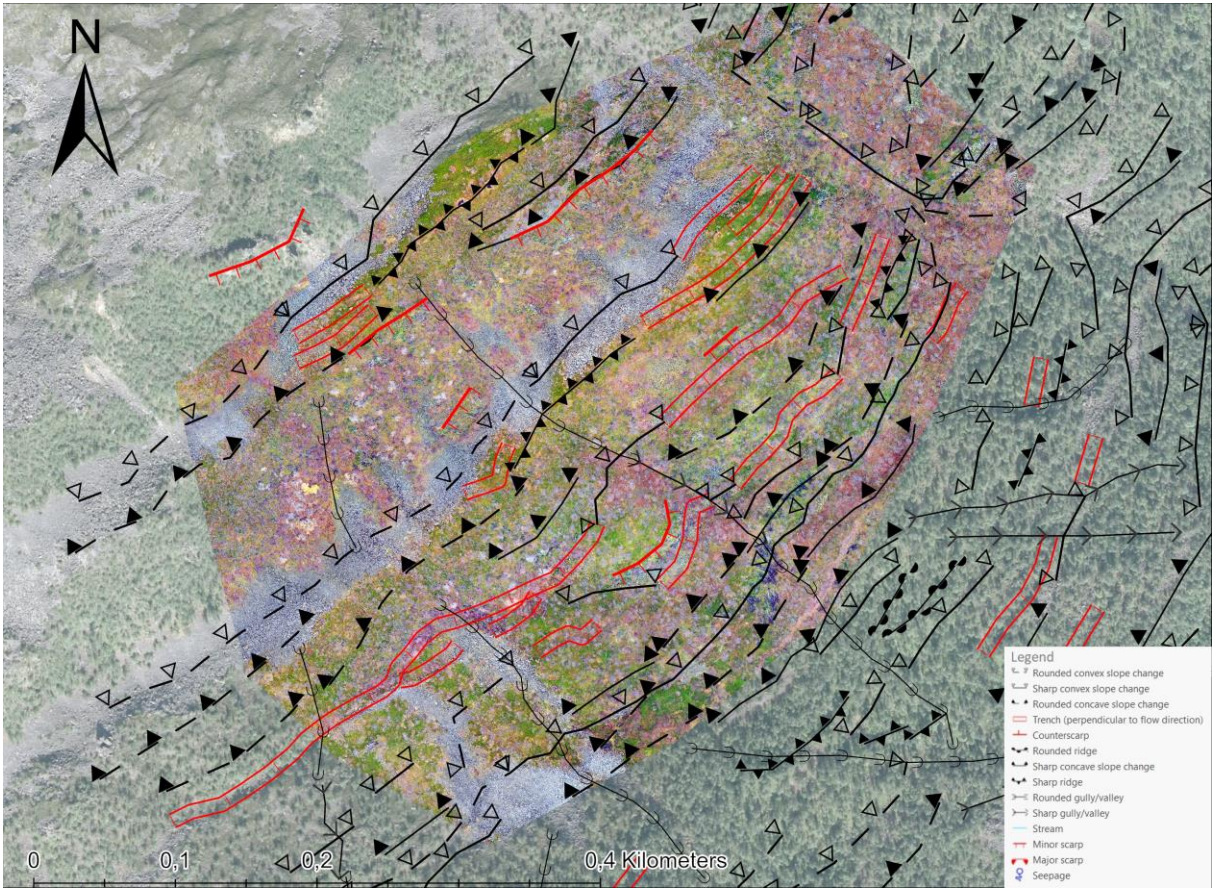 N
Legend
Rounded convex slope change
Sharp convex slope change
Rounded concave slope change
Trench (perpendicular to flow direction)
Counterscarp
Rounded ridge
Sharp concave slope change
Sharp ridge
Rounded gully/valley
Sharp gully/valley
Stream
Minor scarp
Major scarp
Seepage
0 0,1 0,2 0,4 Kilometers